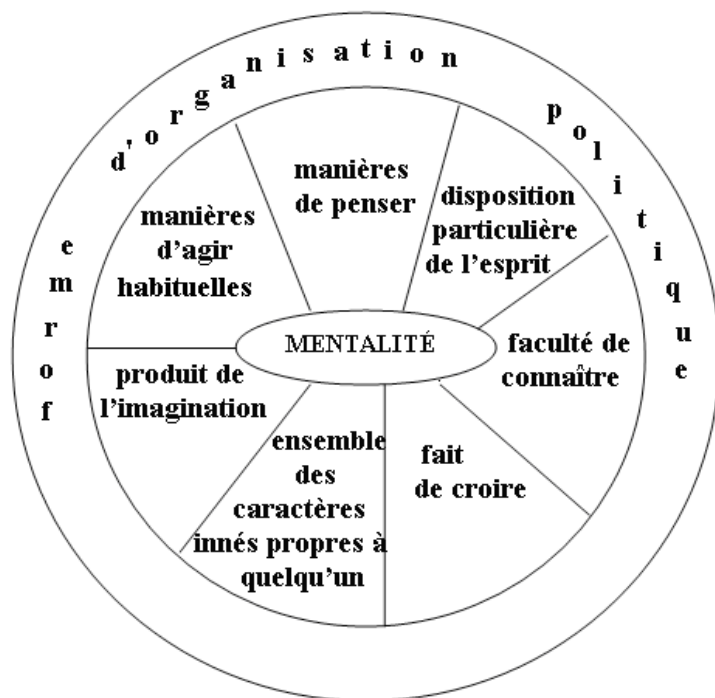 forme d'organisation politique
manières
de penser
disposition
particulière
de l'esprit
manières
d'agir
habituelles
MENTALITÉ
faculté de
connaître
produit de
l'imagination
ensemble
des
caractères
innés propres à
quelqu'un
fait
de croire